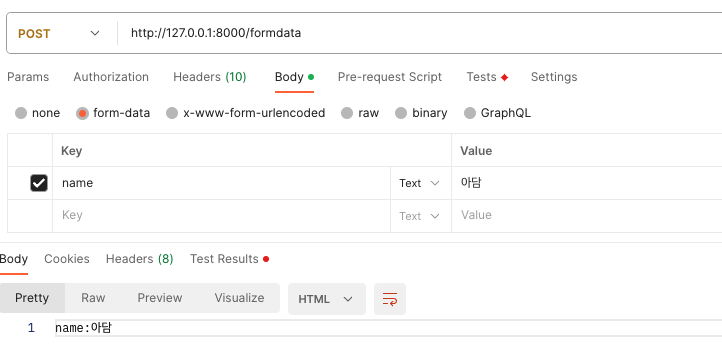 POST http://127.0.0.1:8000/formdata
Params Authorization Headers (10) Body Pre-request Script Tests Settings
none form-data x-www-form-urlencoded raw binary GraphQL
Key Value
name Text 아담
Key Text Value
Body Cookies Headers (8) Test Results
Pretty Raw Preview Visualize HTML
1 name:아담